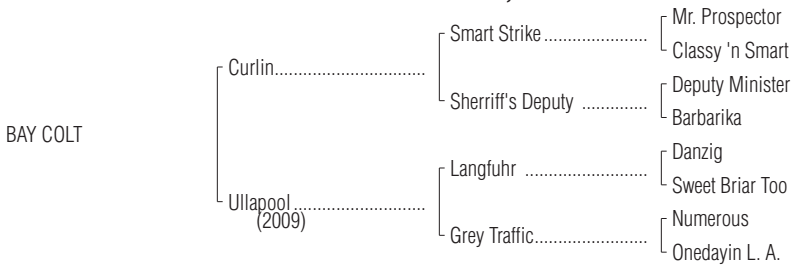 Mr. Prospector
Smart Strike ......................
Classy 'n Smart
Curlin................................
Deputy Minister
Sherriff's Deputy ..............
Barbarika
BAY COLT
Danzig
Langfuhr ..........................
Sweet Briar Too
Ullapool ............................
(2009)
Numerous
Grey Traffic........................
Onedayin L. A.